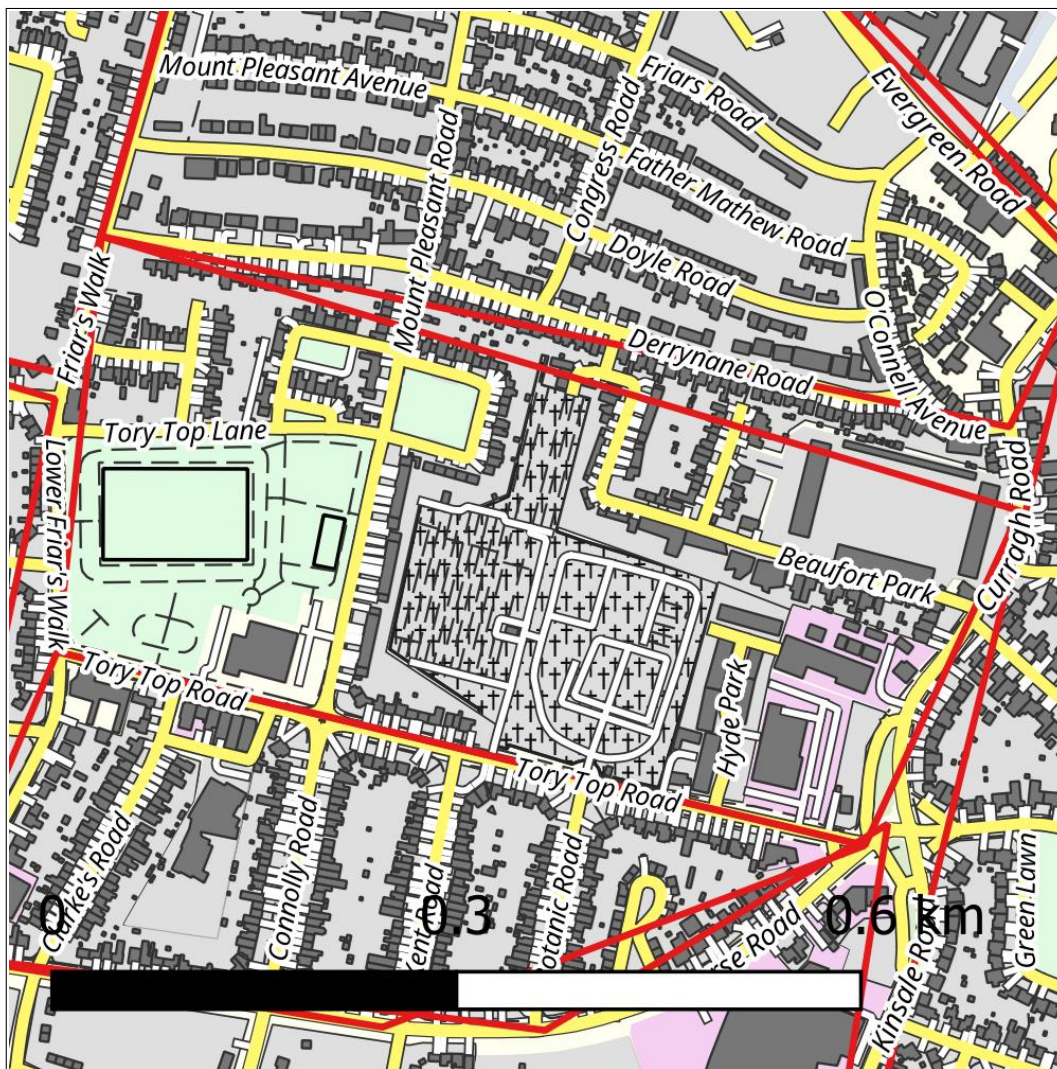 Mount Pleasant Avenue
Friars Road
Evergreen Road
Mount Pleasant Road
Congress Road
Father Mathew Road
Doyle Road
O'Connell Avenue
Friar's Walk
Derrynane Road
Tory Top Lane
Lower Friar's Walk
Curragh Road
Beaufort Park
Tory Top Road
Hyde Park
Tory Top Road
Clarke's Road
Connolly Road
Road
Botanic Road
Road
Kinsale Road
Green Lawn
0
0.3
0.6 km